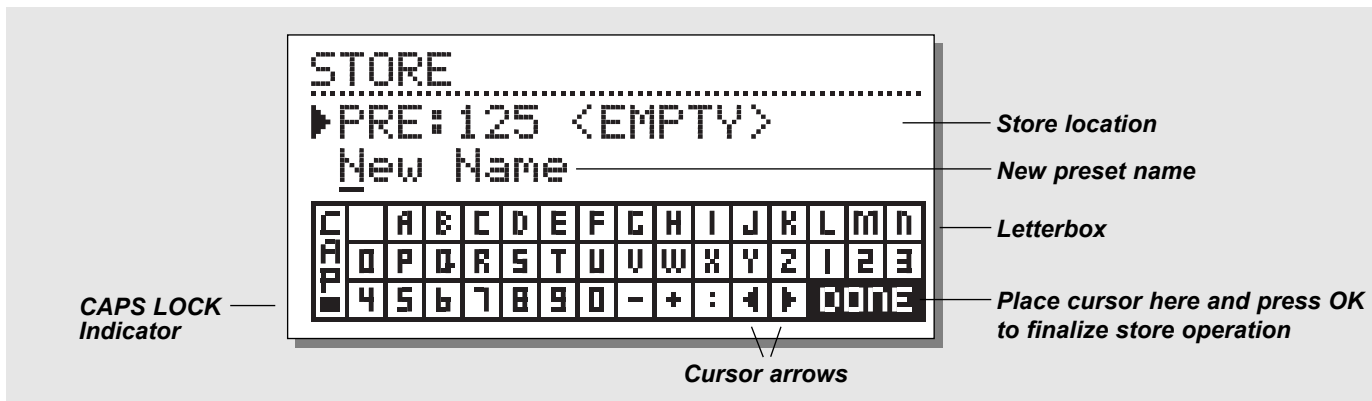 STORE
▶PRE:125 <EMPTY>
New Name
CAP
A B C D E F G H I J K L M N
O P Q R S T U V W X Y Z 1 2 3
4 5 6 7 8 9 0 - + : ◀ ▶ DONE
Store location
New preset name
Letterbox
Place cursor here and press OK
to finalize store operation
CAPS LOCK
Indicator
Cursor arrows